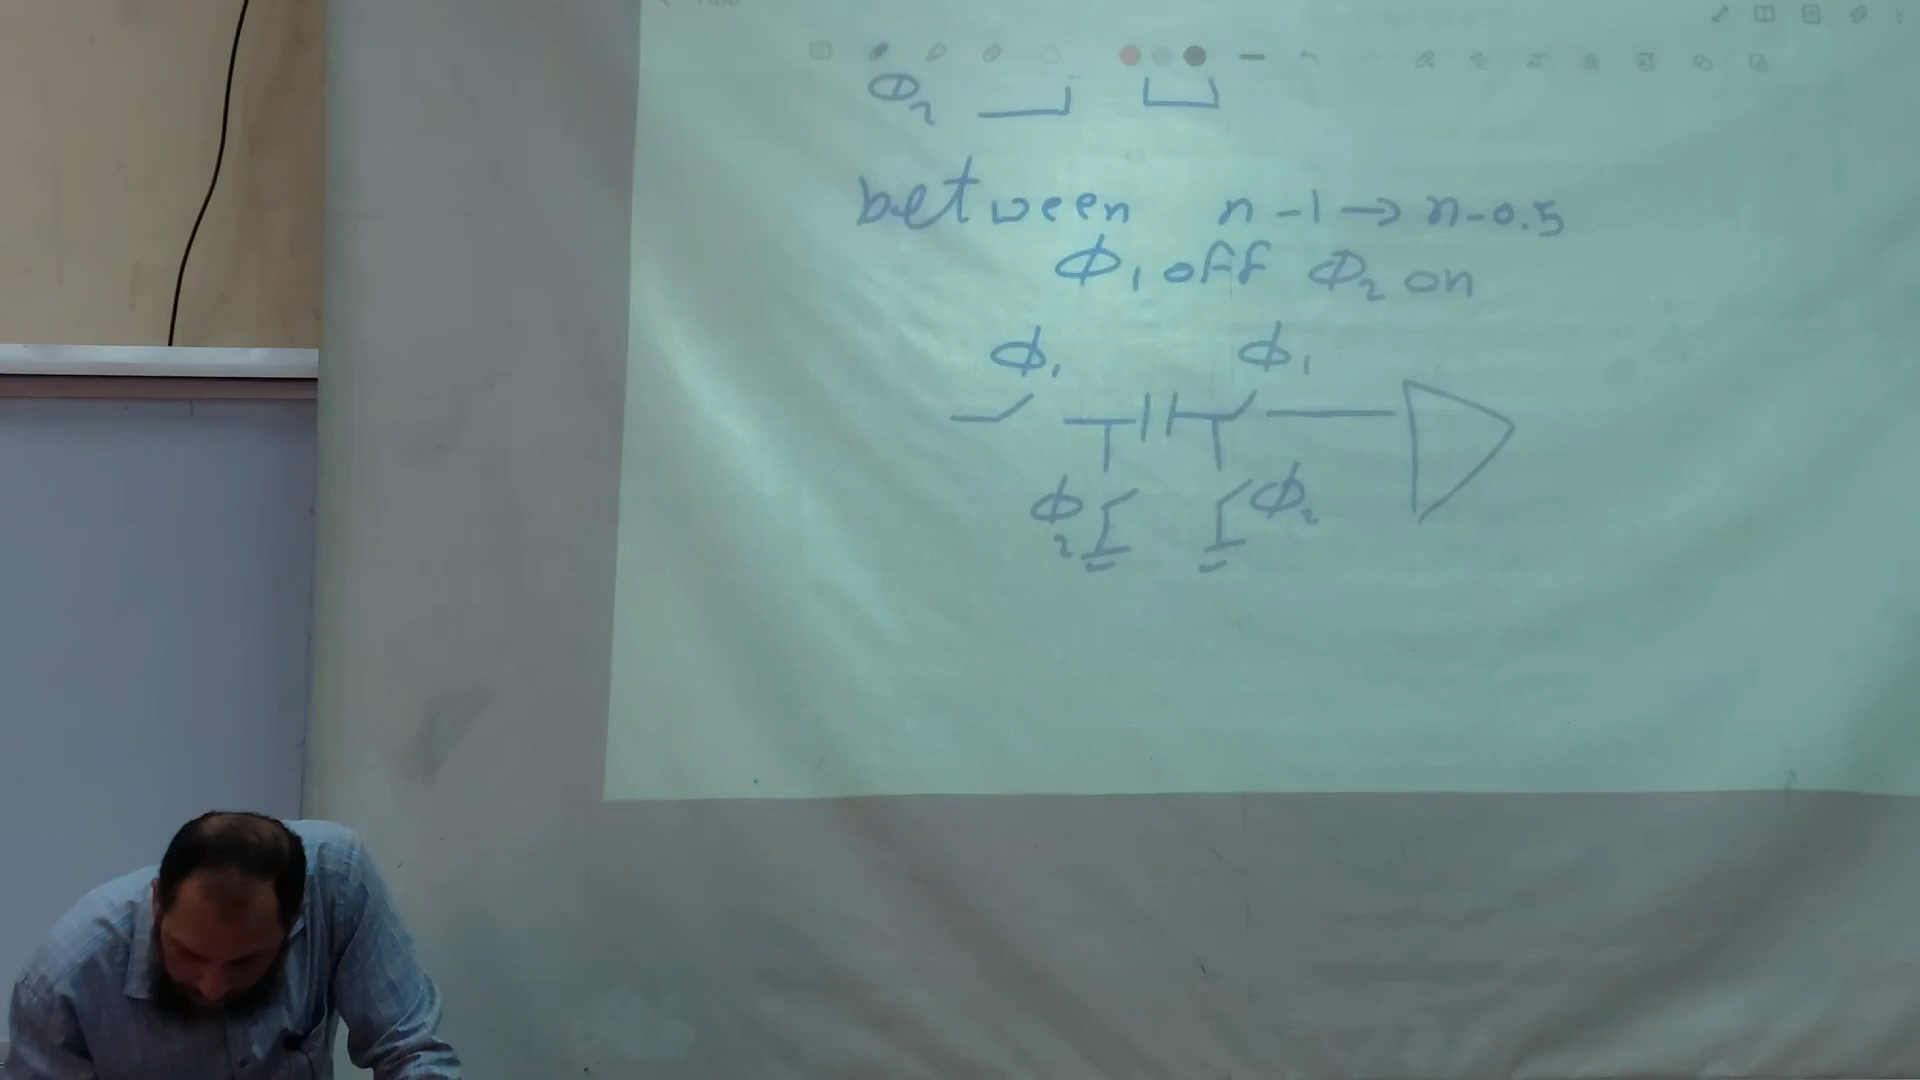 Φ₂
between n-1→n-0.5
Φ₁ off Φ₂ on
Φ₁ Φ₁
Φ₂ Φ₂